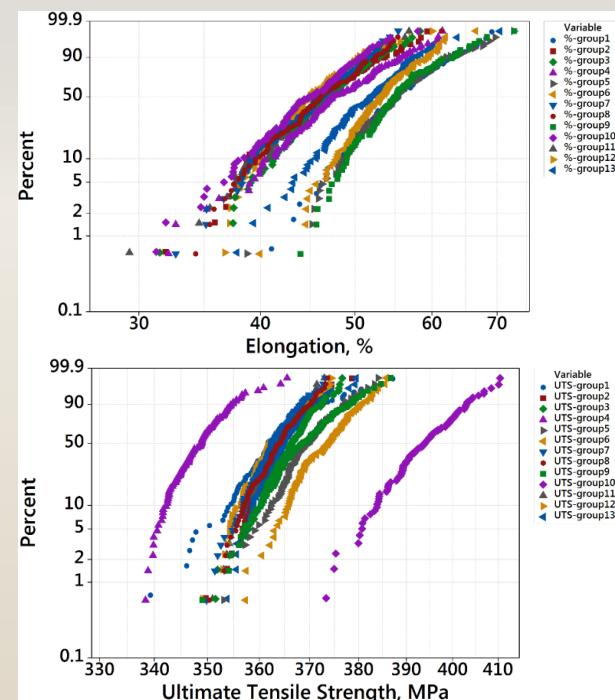 99.9
90
50
10
5
2
1
0.1
Percent
30
40
50
60
70
Elongation, %
Variable
%-group1
%-group2
%-group3
%-group4
%-group5
%-group6
%-group7
%-group8
%-group9
%-group10
%-group11
%-group12
%-group13
99.9
90
50
10
5
2
1
0.1
Percent
330
340
350
360
370
380
390
400
410
Ultimate Tensile Strength, MPa
Variable
UTS-group1
UTS-group2
UTS-group3
UTS-group4
UTS-group5
UTS-group6
UTS-group7
UTS-group8
UTS-group9
UTS-group10
UTS-group11
UTS-group12
UTS-group13